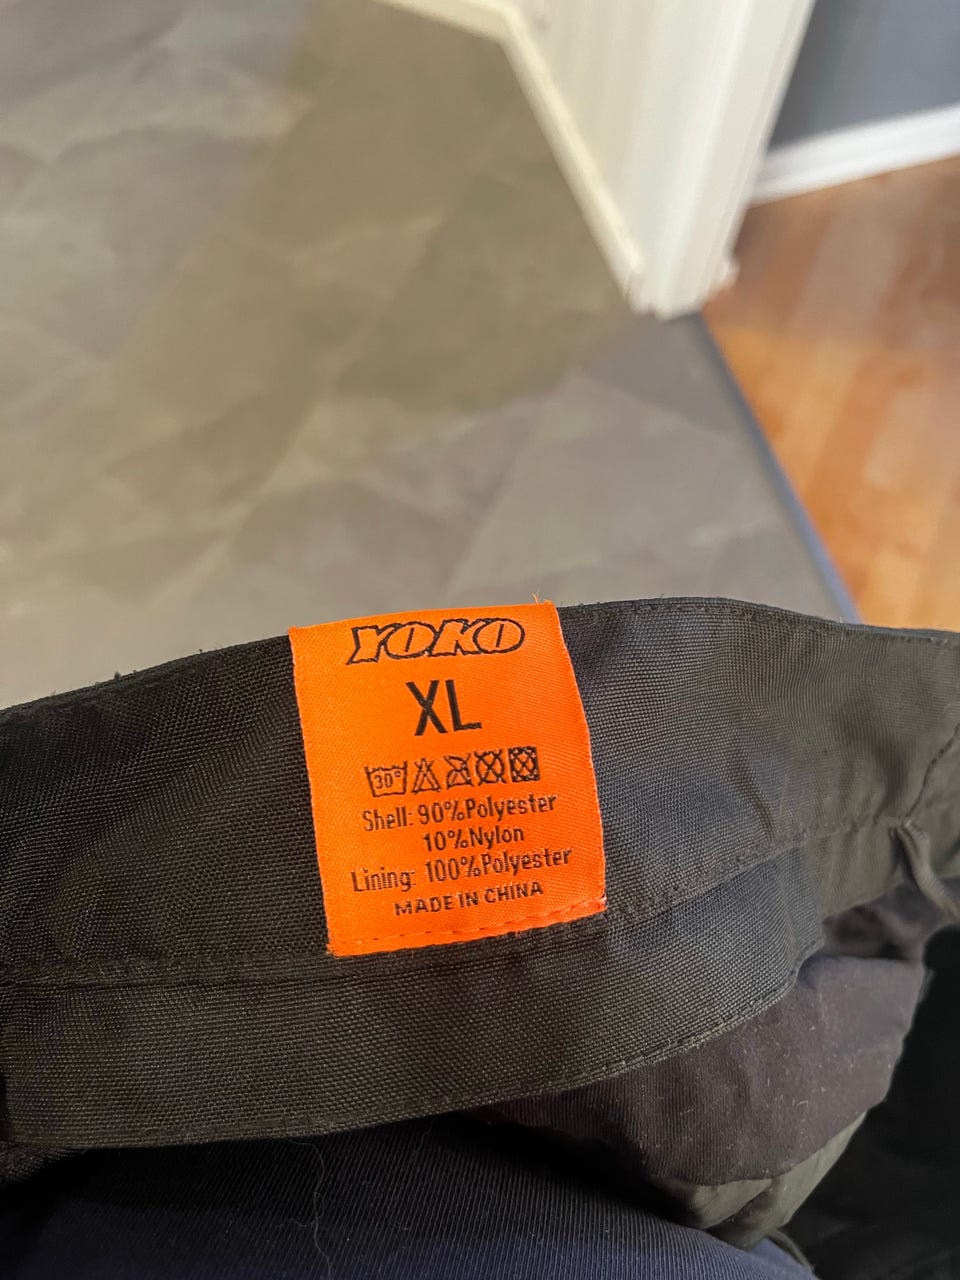 YOKO
XL
30°
Shell: 90%Polyester
10%Nylon
Lining: 100%Polyester
MADE IN CHINA